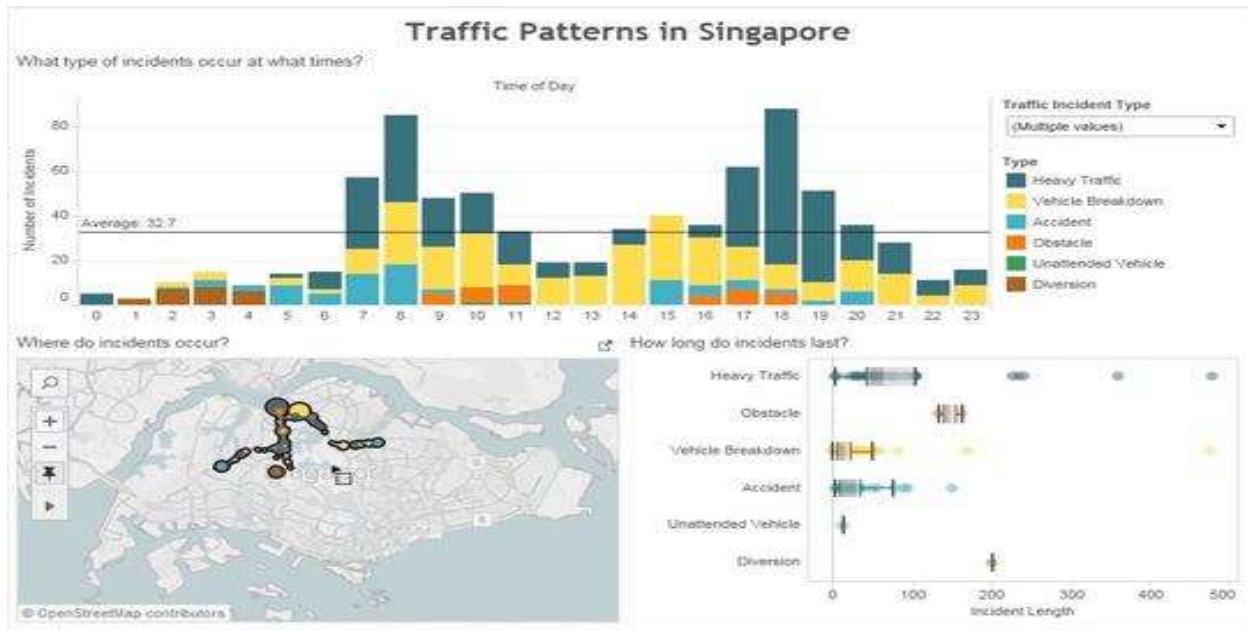 Traffic Patterns in Singapore
What type of incidents occur at what times?
Time of Day
Number of Incidents
80
60
40
20
0
Average: 32.7
0 1 2 3 4 5 6 7 8 9 10 11 12 13 14 15 16 17 18 19 20 21 22 23
Traffic Incident Type
(Multiple values)
Type
Heavy Traffic
Vehicle Breakdown
Accident
Obstacle
Unattended Vehicle
Diversion
Where do incidents occur?
© OpenStreetMap contributors
How long do incidents last?
Heavy Traffic
Obstacle
Vehicle Breakdown
Accident
Unattended Vehicle
Diversion
0 100 200 300 400 500
Incident Length